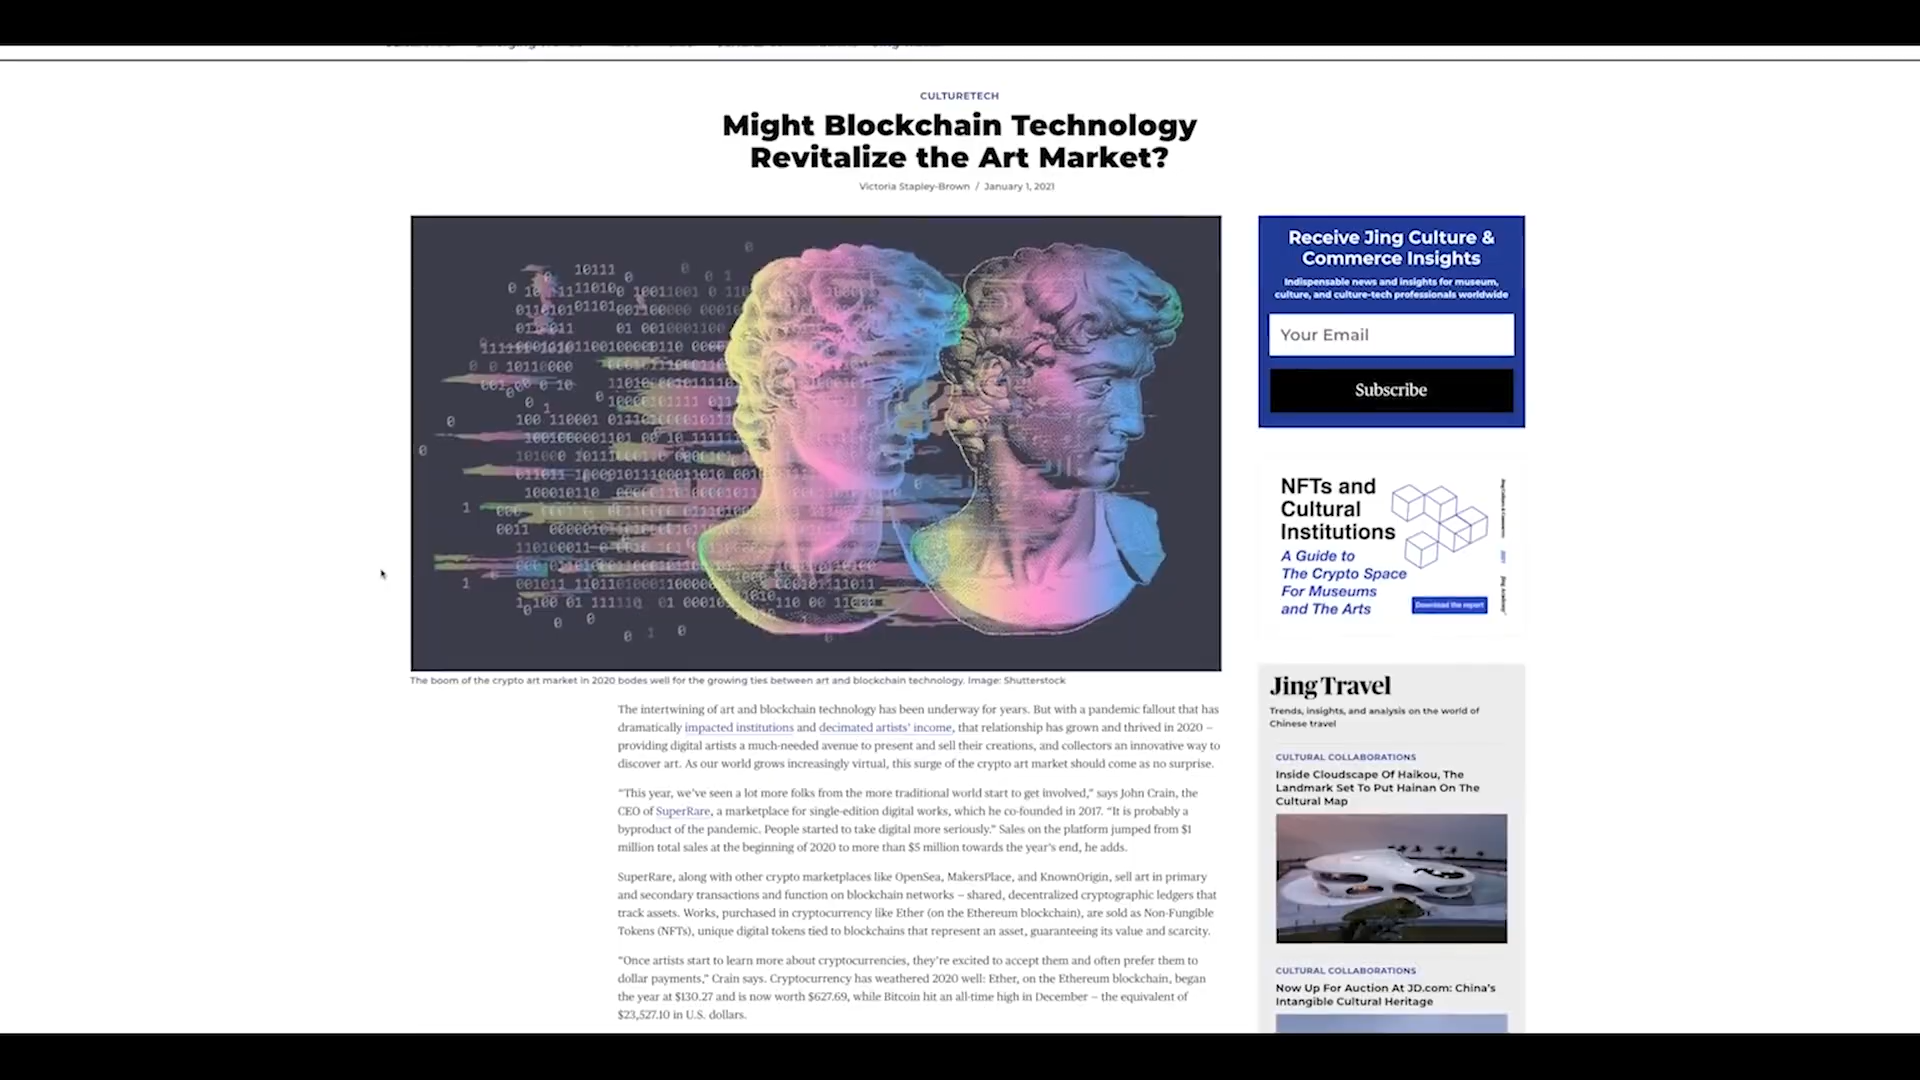 CULTURETECH
Might Blockchain Technology
Revitalize the Art Market?
Victoria Stapley-Brown / January 1, 2021
The boom of the crypto art market in 2020 bodes well for the growing ties between art and blockchain technology. Image: Shutterstock
The intertwining of art and blockchain technology has been underway for years. But with a pandemic fallout that has
dramatically impacted institutions and decimated artists' income, that relationship has grown and thrived in 2020 –
providing digital artists a much-needed avenue to present and sell their creations, and collectors an innovative way to
discover art. As our world grows increasingly virtual, this surge of the crypto art market should come as no surprise.
“This year, we've seen a lot more folks from the more traditional world start to get involved,” says John Crain, the
CEO of SuperRare, a marketplace for single-edition digital works, which he co-founded in 2017. “It is probably a
byproduct of the pandemic. People started to take digital more seriously.” Sales on the platform jumped from $1
million total sales at the beginning of 2020 to more than $5 million towards the year's end, he adds.
SuperRare, along with other crypto marketplaces like OpenSea, MakersPlace, and KnownOrigin, sell art in primary
and secondary transactions and function on blockchain networks – shared, decentralized cryptographic ledgers that
track assets. Works, purchased in cryptocurrency like Ether (on the Ethereum blockchain), are sold as Non-Fungible
Tokens (NFTs), unique digital tokens tied to blockchains that represent an asset, guaranteeing its value and scarcity.
“Once artists start to learn more about cryptocurrencies, they're excited to accept them and often prefer them to
dollar payments,” Crain says. Cryptocurrency has weathered 2020 well: Ether, on the Ethereum blockchain, began
the year at $130.27 and is now worth $627.69, while Bitcoin hit an all-time high in December – the equivalent of
$23,527.10 in U.S. dollars.
Receive Jing Culture &
Commerce Insights
Indispensable news and insights for museum,
culture, and culture-tech professionals worldwide
Your Email
Subscribe
NFTs and
Cultural
Institutions
A Guide to
The Crypto Space
For Museums
and The Arts
Download the report
Jing Travel
Trends, insights, and analysis on the world of
Chinese travel
CULTURAL COLLABORATIONS
Inside Cloudscape Of Haikou, The
Landmark Set To Put Hainan On The
Cultural Map
CULTURAL COLLABORATIONS
Now Up For Auction At JD.com: China's
Intangible Cultural Heritage